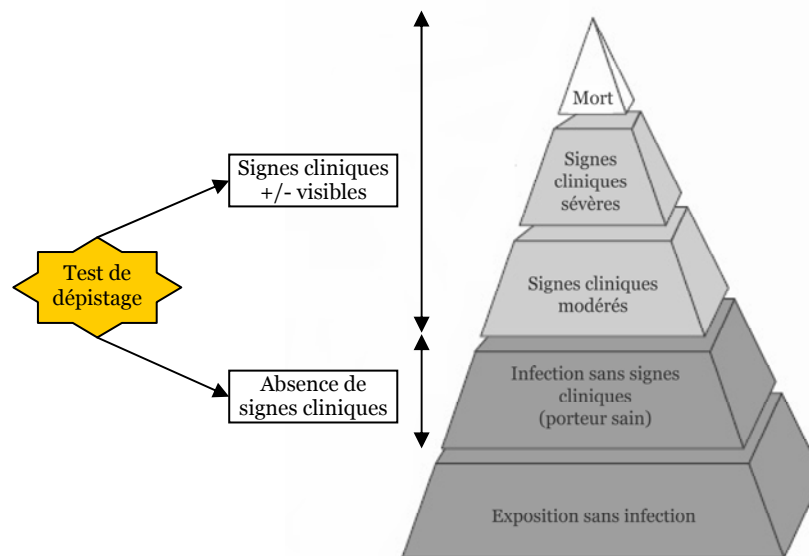 Mort
Signes
cliniques
sévères
Signes cliniques
+/- visibles
Test de
dépistage
Signes cliniques
modérés
Absence de
signes cliniques
Infection sans signes
cliniques
(porteur sain)
Exposition sans infection